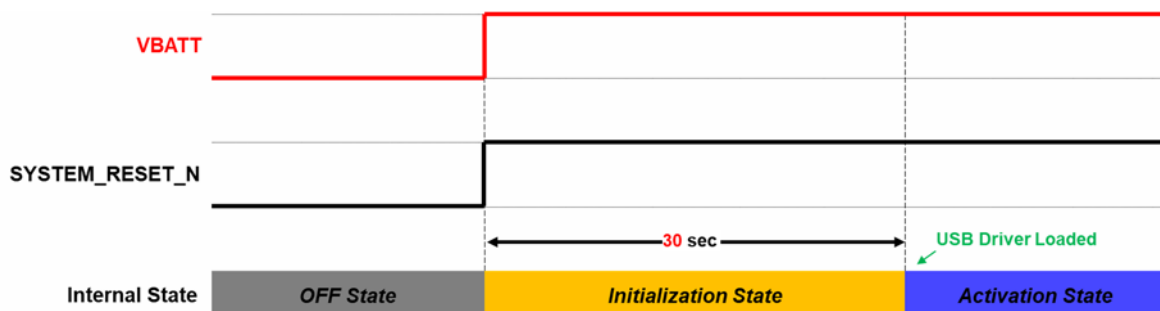 VBATT
SYSTEM_RESET_N
30 sec
USB Driver Loaded
Internal State
OFF State
Initialization State
Activation State